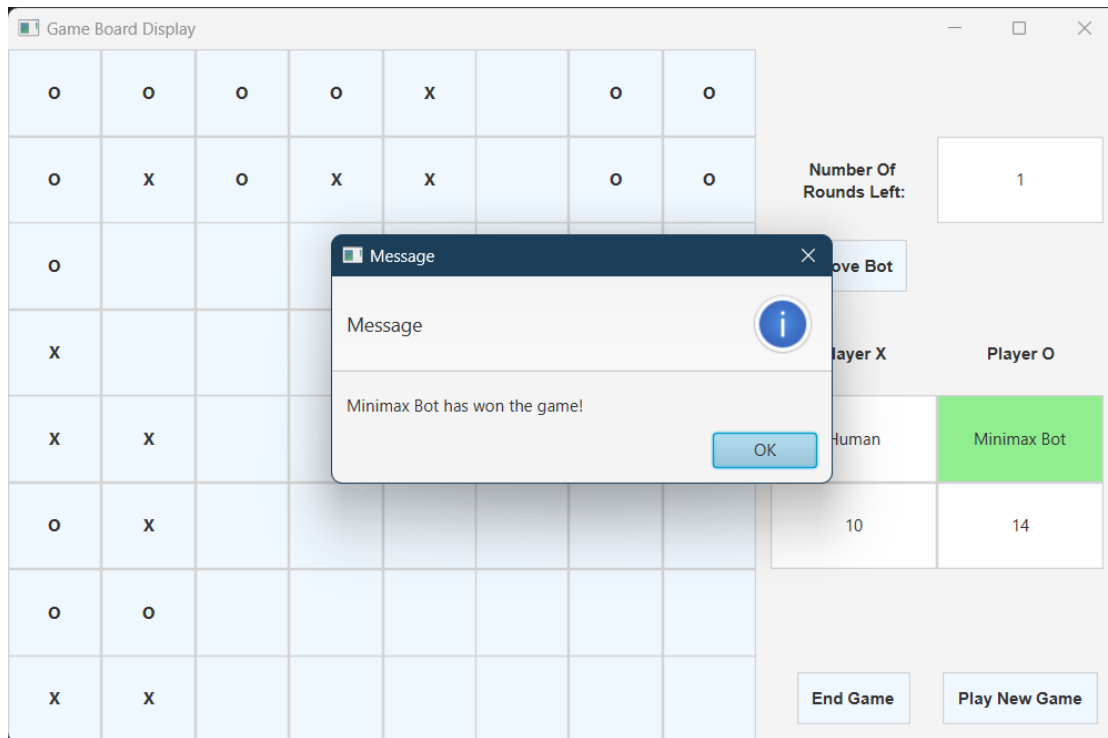 Game Board Display
O O O O X O O
O X O X X O O
Number Of
Rounds Left:
1
O
Message
ove Bot
Message
X
layer X
Player O
Minimax Bot has won the game!
X X
Human
Minimax Bot
OK
O X
10
14
O O
X X
End Game
Play New Game